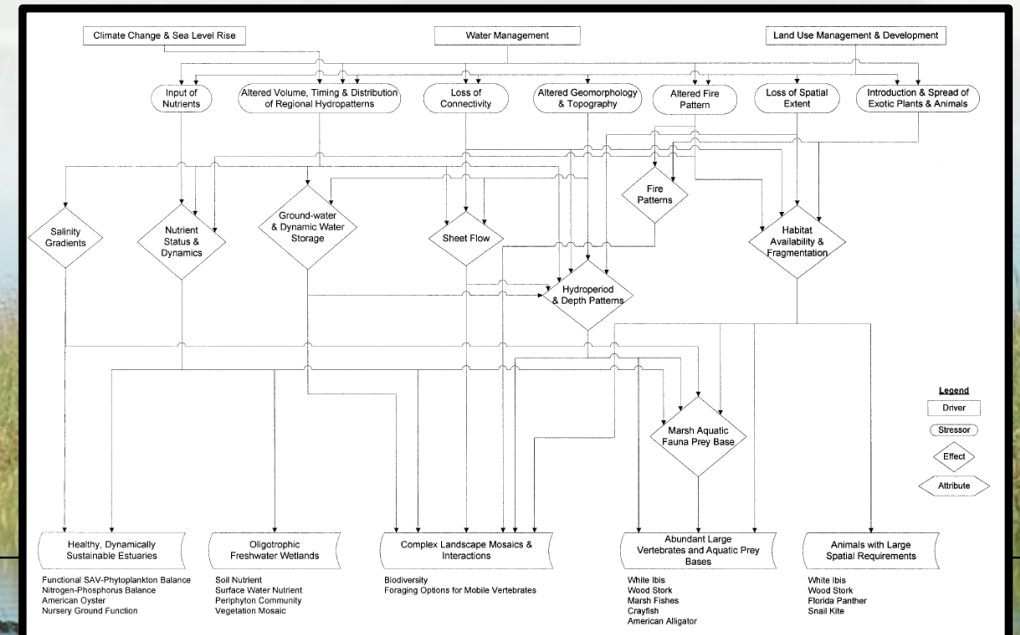 Climate Change & Sea Level Rise
Water Management
Land Use Management & Development
Input of
Nutrients
Altered Volume, Timing & Distribution
of Regional Hydropatterns
Loss of
Connectivity
Altered Geomorphology
& Topography
Altered Fire
Pattern
Loss of Spatial
Extent
Introduction & Spread of
Exotic Plants & Animals
Salinity
Gradients
Nutrient
Status &
Dynamics
Ground-water
& Dynamic Water
Storage
Sheet Flow
Fire
Patterns
Habitat
Availability &
Fragmentation
Hydroperiod
& Depth Patterns
Marsh Aquatic
Fauna Prey Base
Legend
Driver
Stressor
Effect
Attribute
Healthy, Dynamically
Sustainable Estuaries
Functional SAV-Phytoplankton Balance
Nitrogen-Phosphorus Balance
American Oyster
Nursery Ground Function
Oligotrophic
Freshwater Wetlands
Soil Nutrient
Surface Water Nutrient
Periphyton Community
Vegetation Mosaic
Complex Landscape Mosaics &
Interactions
Biodiversity
Foraging Options for Mobile Vertebrates
Abundant Large
Vertebrates and Aquatic Prey
Bases
White Ibis
Wood Stork
Marsh Fishes
Crayfish
American Alligator
Animals with Large
Spatial Requirements
White Ibis
Wood Stork
Florida Panther
Snail Kite